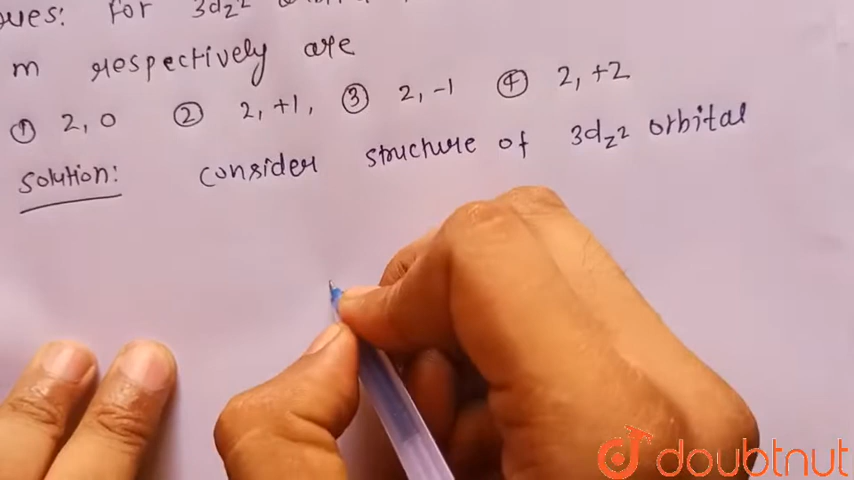 ques: for 3dz²
m respectively are
① 2, 0 ② 2, +1, ③ 2, -1 ④ 2, +2
Solution: consider structure of 3dz² orbital
doubtnut